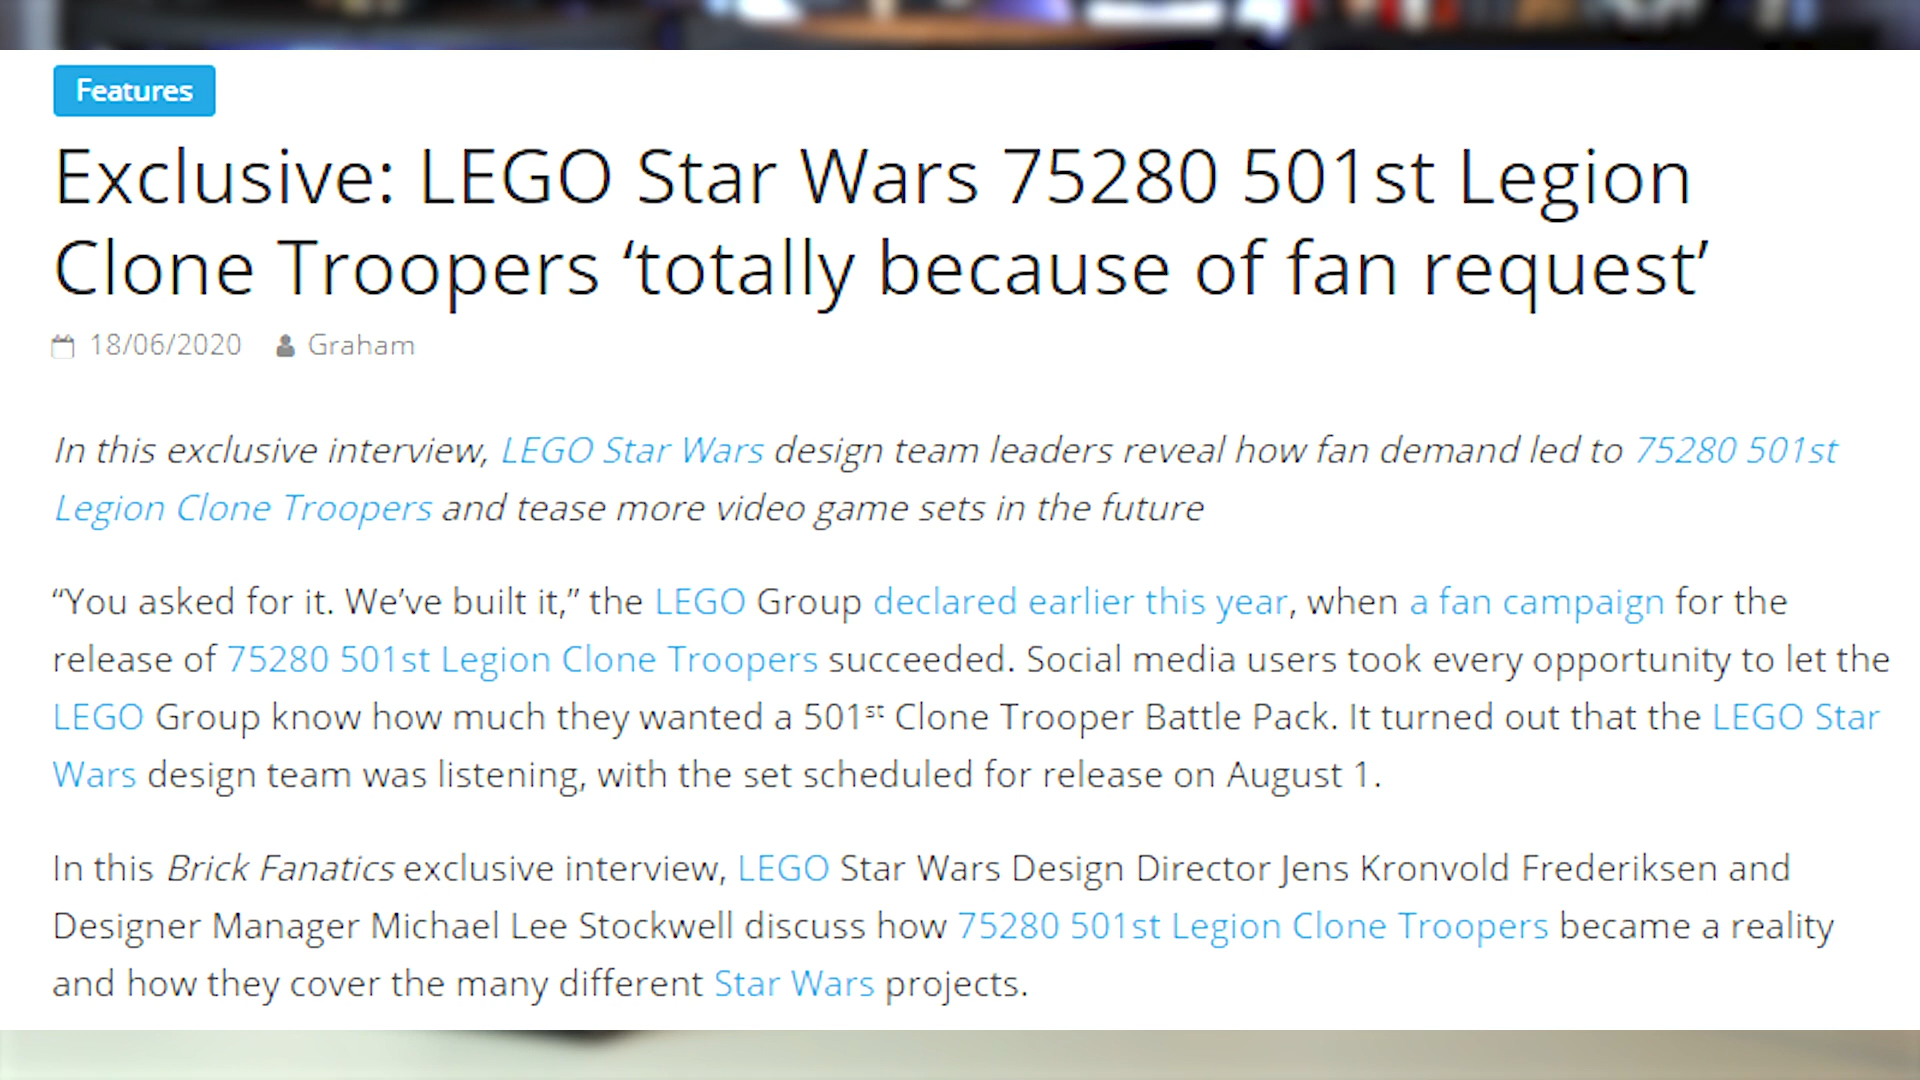 Features
Exclusive: LEGO Star Wars 75280 501st Legion
Clone Troopers ‘totally because of fan request’
18/06/2020 Graham
In this exclusive interview, LEGO Star Wars design team leaders reveal how fan demand led to 75280 501st
Legion Clone Troopers and tease more video game sets in the future
“You asked for it. We’ve built it,” the LEGO Group declared earlier this year, when a fan campaign for the
release of 75280 501st Legion Clone Troopers succeeded. Social media users took every opportunity to let the
LEGO Group know how much they wanted a 501st Clone Trooper Battle Pack. It turned out that the LEGO Star
Wars design team was listening, with the set scheduled for release on August 1.
In this Brick Fanatics exclusive interview, LEGO Star Wars Design Director Jens Kronvold Frederiksen and
Designer Manager Michael Lee Stockwell discuss how 75280 501st Legion Clone Troopers became a reality
and how they cover the many different Star Wars projects.